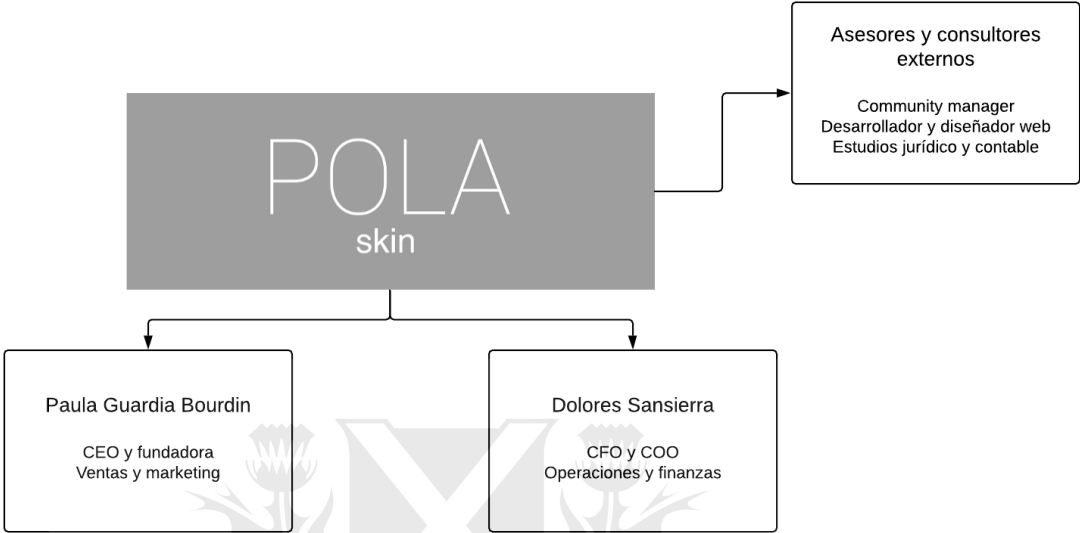 Asesores y consultores
externos
Community manager
Desarrollador y diseñador web
Estudios jurídico y contable
POLA
skin
Paula Guardia Bourdin
CEO y fundadora
Ventas y marketing
Dolores Sansierra
CFO y COO
Operaciones y finanzas